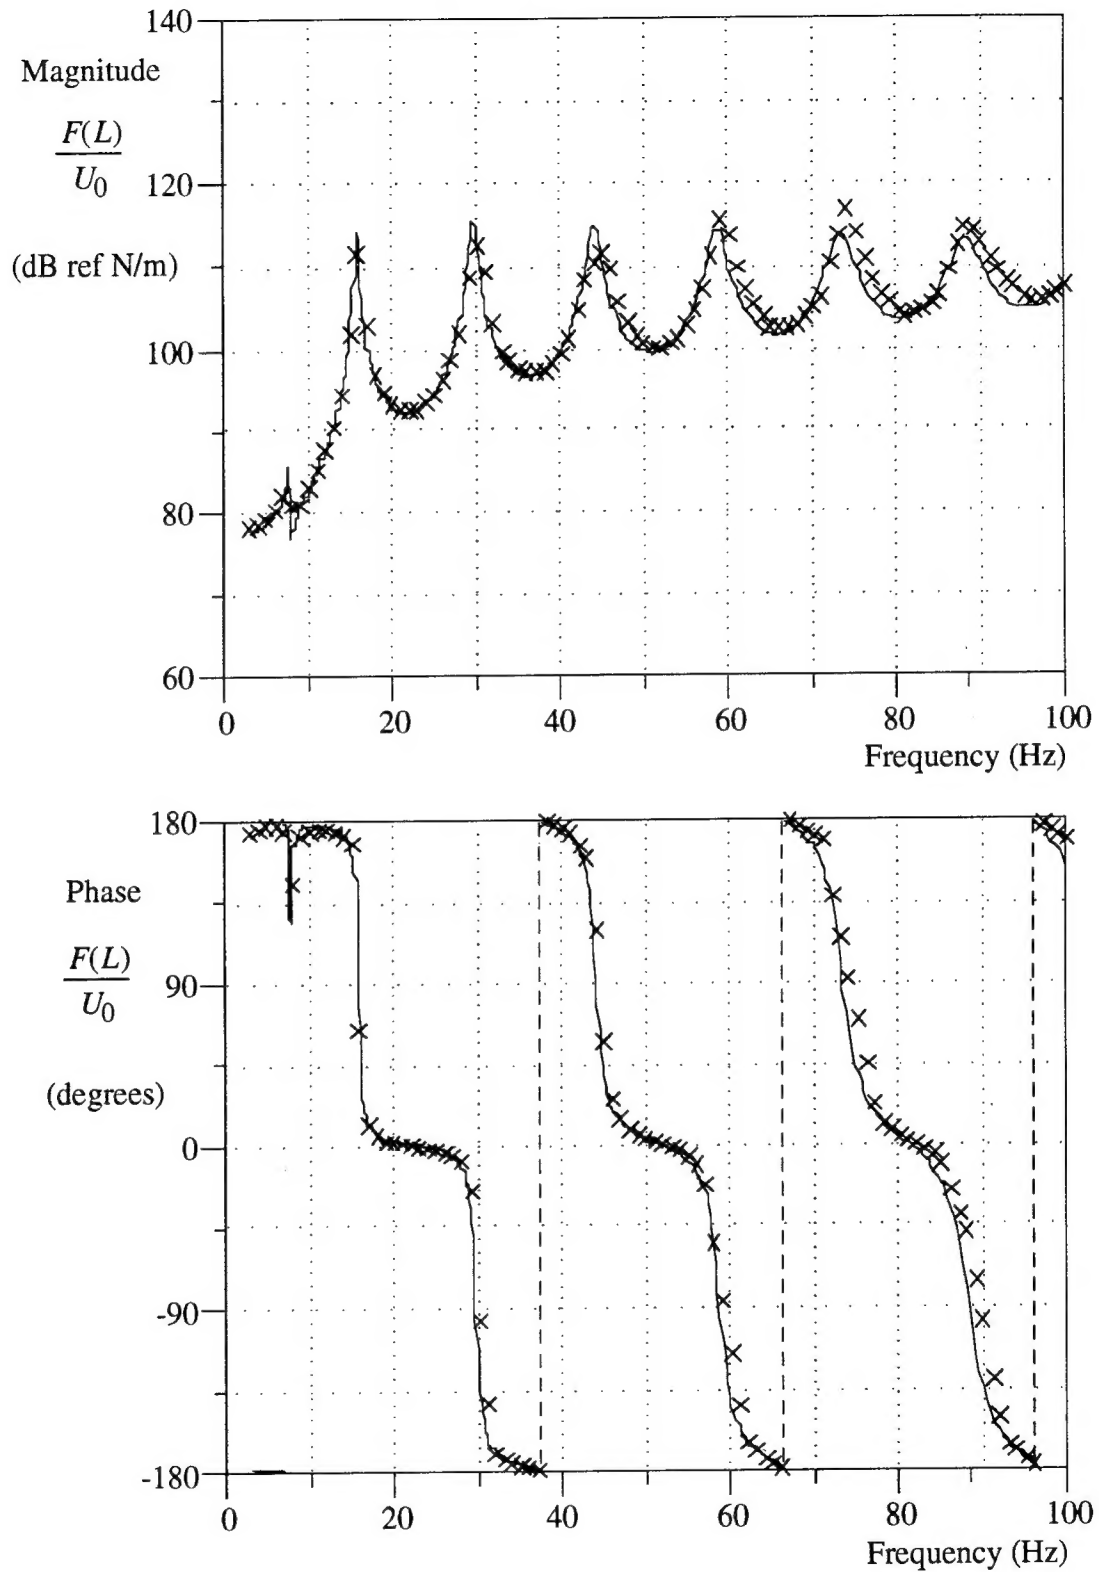 140
Magnitude
F(L)
U0
120
(dB ref N/m)
100
80
60
0 20 40 60 80 100
Frequency (Hz)
180
Phase
F(L)
U0
90
(degrees)
0
-90
-180
0 20 40 60 80 100
Frequency (Hz)